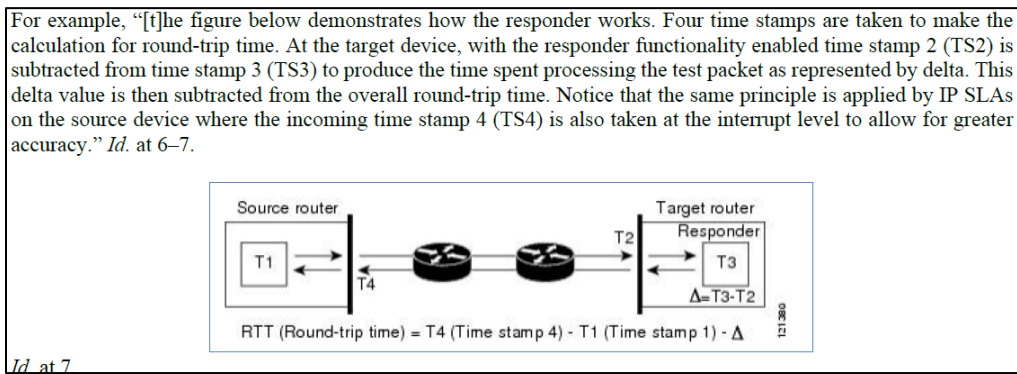 For example, “[t]he figure below demonstrates how the responder works. Four time stamps are taken to make the
calculation for round-trip time. At the target device, with the responder functionality enabled time stamp 2 (TS2) is
subtracted from time stamp 3 (TS3) to produce the time spent processing the test packet as represented by delta. This
delta value is then subtracted from the overall round-trip time. Notice that the same principle is applied by IP SLAs
on the source device where the incoming time stamp 4 (TS4) is also taken at the interrupt level to allow for greater
accuracy.” Id. at 6–7.
Source router
Target router
Responder
T2
T1
T3
T4
Δ=T3-T2
RTT (Round-trip time) = T4 (Time stamp 4) - T1 (Time stamp 1) - Δ
121380
Id. at 7